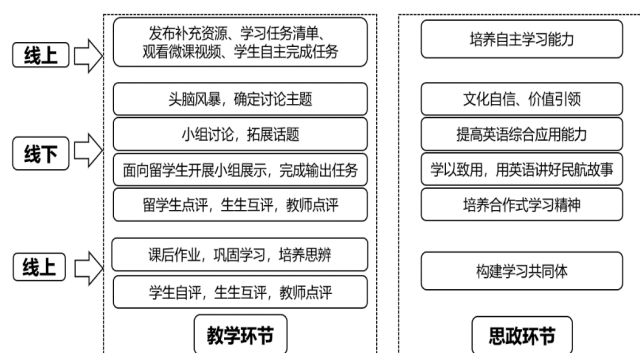 线上
发布补充资源、学习任务清单、
观看微课视频、学生自主完成任务
培养自主学习能力
线下
头脑风暴，确定讨论主题
文化自信、价值引领
小组讨论，拓展话题
提高英语综合应用能力
面向留学生开展小组展示，完成输出任务
学以致用，用英语讲好民航故事
留学生点评，生生互评，教师点评
培养合作式学习精神
线上
课后作业，巩固学习，培养思辨
学生自评，生生互评，教师点评
构建学习共同体
教学环节
思政环节